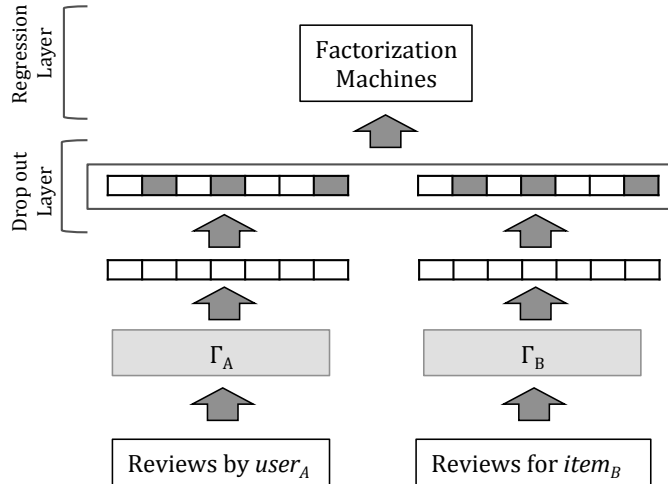 Regression
Layer
Factorization
Machines
Drop out
Layer
Γ_A
Γ_B
Reviews by user_A
Reviews for item_B